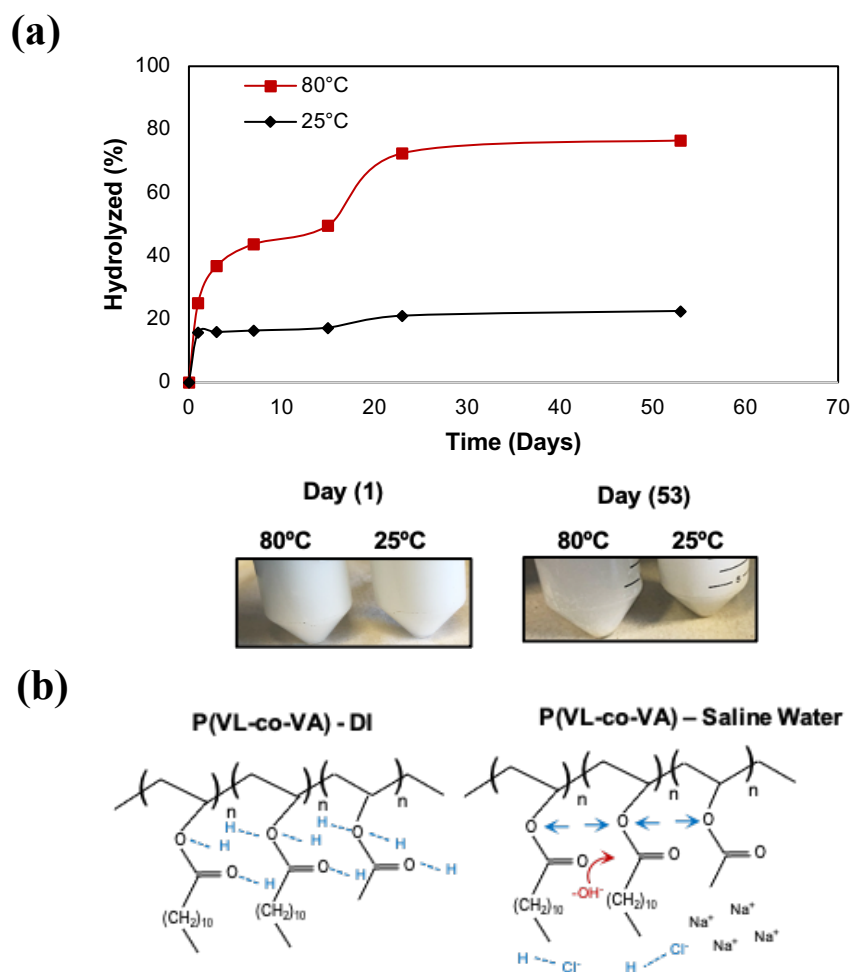 (a)
100
80
60
40
20
0
Hydrolyzed (%)
80°C
25°C
0 10 20 30 40 50 60 70
Time (Days)
Day (1) Day (53)
80ºC 25ºC 80ºC 25ºC
5
(b)
P(VL-co-VA) - DI P(VL-co-VA) – Saline Water
n n n n n n
H H H H
O H O H O H O O O
O H O H O H O O O
-OH⁻
(CH₂)₁₀ (CH₂)₁₀ (CH₂)₁₀ (CH₂)₁₀
Na⁺ Na⁺ Na⁺ Na⁺
H Cl⁻ H Cl⁻